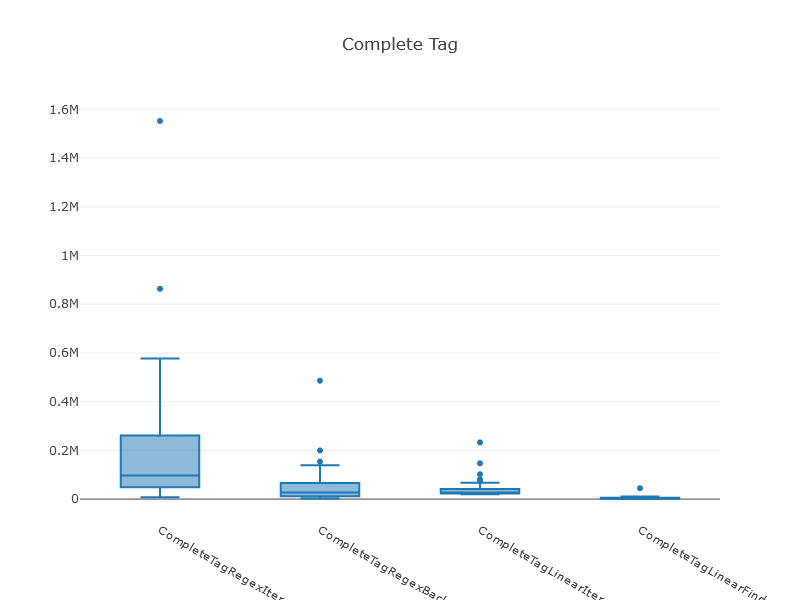 Complete Tag
1.6M
1.4M
1.2M
1M
0.8M
0.6M
0.4M
0.2M
0
CompleteTagRegexIter
CompleteTagRegexBac
CompleteTagLinearIter
CompleteTagLinearFind